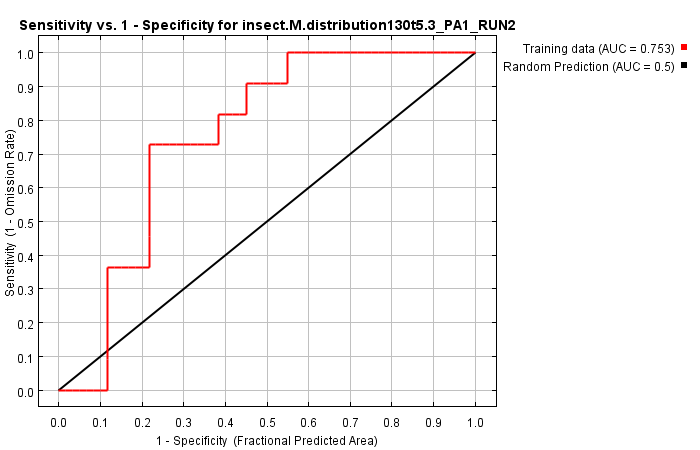 Sensitivity vs. 1 - Specificity for insect.M.distribution130t5.3_PA1_RUN2
Training data (AUC = 0.753)
Random Prediction (AUC = 0.5)
Sensitivity (1 - Omission Rate)
1.0
0.9
0.8
0.7
0.6
0.5
0.4
0.3
0.2
0.1
0.0
0.0 0.1 0.2 0.3 0.4 0.5 0.6 0.7 0.8 0.9 1.0
1 - Specificity (Fractional Predicted Area)